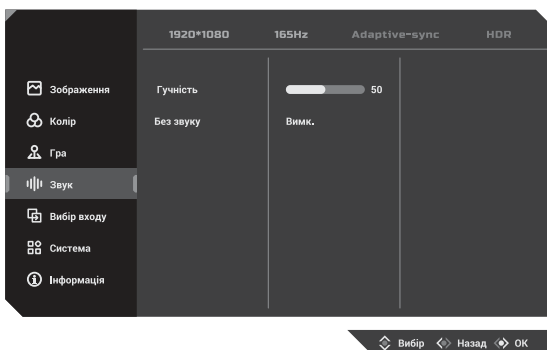 1920*1080 165Hz Adaptive-sync HDR
Зображення
Гучність 50
Колір
Без звуку Вимк.
Гра
Звук
Вибір входу
Система
Інформація
Вибір Назад OK